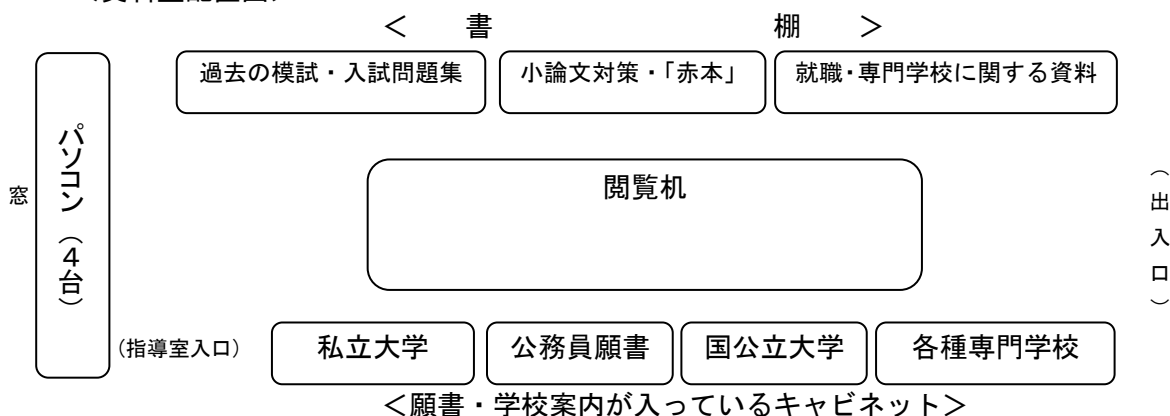 ＜　書　棚　＞
過去の模試・入試問題集
小論文対策・「赤本」
就職・専門学校に関する資料
窓
パソコン（４台）
閲覧机
（出入口）
(指導室入口)
私立大学
公務員願書
国公立大学
各種専門学校
＜願書・学校案内が入っているキャビネット＞